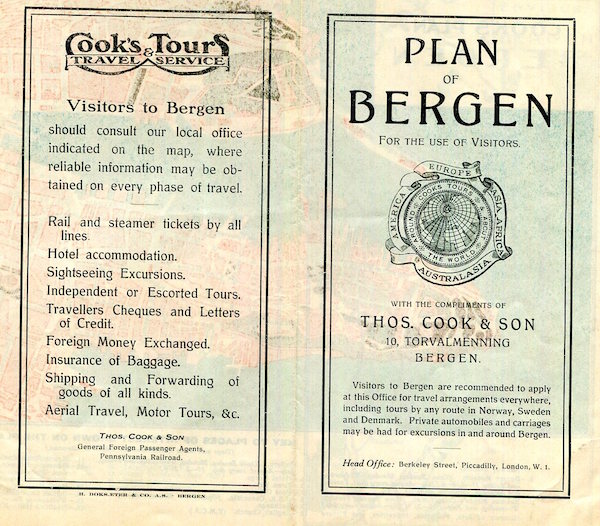 Cook's & Tours
TRAVEL SERVICE
Visitors to Bergen
should consult our local office
indicated on the map, where
reliable information may be ob-
tained on every phase of travel.
Rail and steamer tickets by all
lines.
Hotel accommodation.
Sightseeing Excursions.
Independent or Escorted Tours.
Travellers Cheques and Letters
of Credit.
Foreign Money Exchanged.
Insurance of Baggage.
Shipping and Forwarding of
goods of all kinds.
Aerial Travel, Motor Tours, &c.
THOS. COOK & SON
General Foreign Passenger Agents,
Pennsylvania Railroad.
H. DOKSÆTER & CO. A.S. - BERGEN
PLAN
OF
BERGEN
FOR THE USE OF VISITORS.
EUROPE
AMERICA
ASIA, AFRICA
COOKS TOURS
AROUND ABOUT
THE WORLD
AUSTRALASIA
WITH THE COMPLIMENTS OF
THOS. COOK & SON
10, TORVALMENNING
BERGEN.
Visitors to Bergen are recommended to apply
at this Office for travel arrangements everywhere,
including tours by any route in Norway, Sweden
and Denmark. Private automobiles and carriages
may be had for excursions in and around Bergen.
Head Office: Berkeley Street, Piccadilly, London, W. 1.